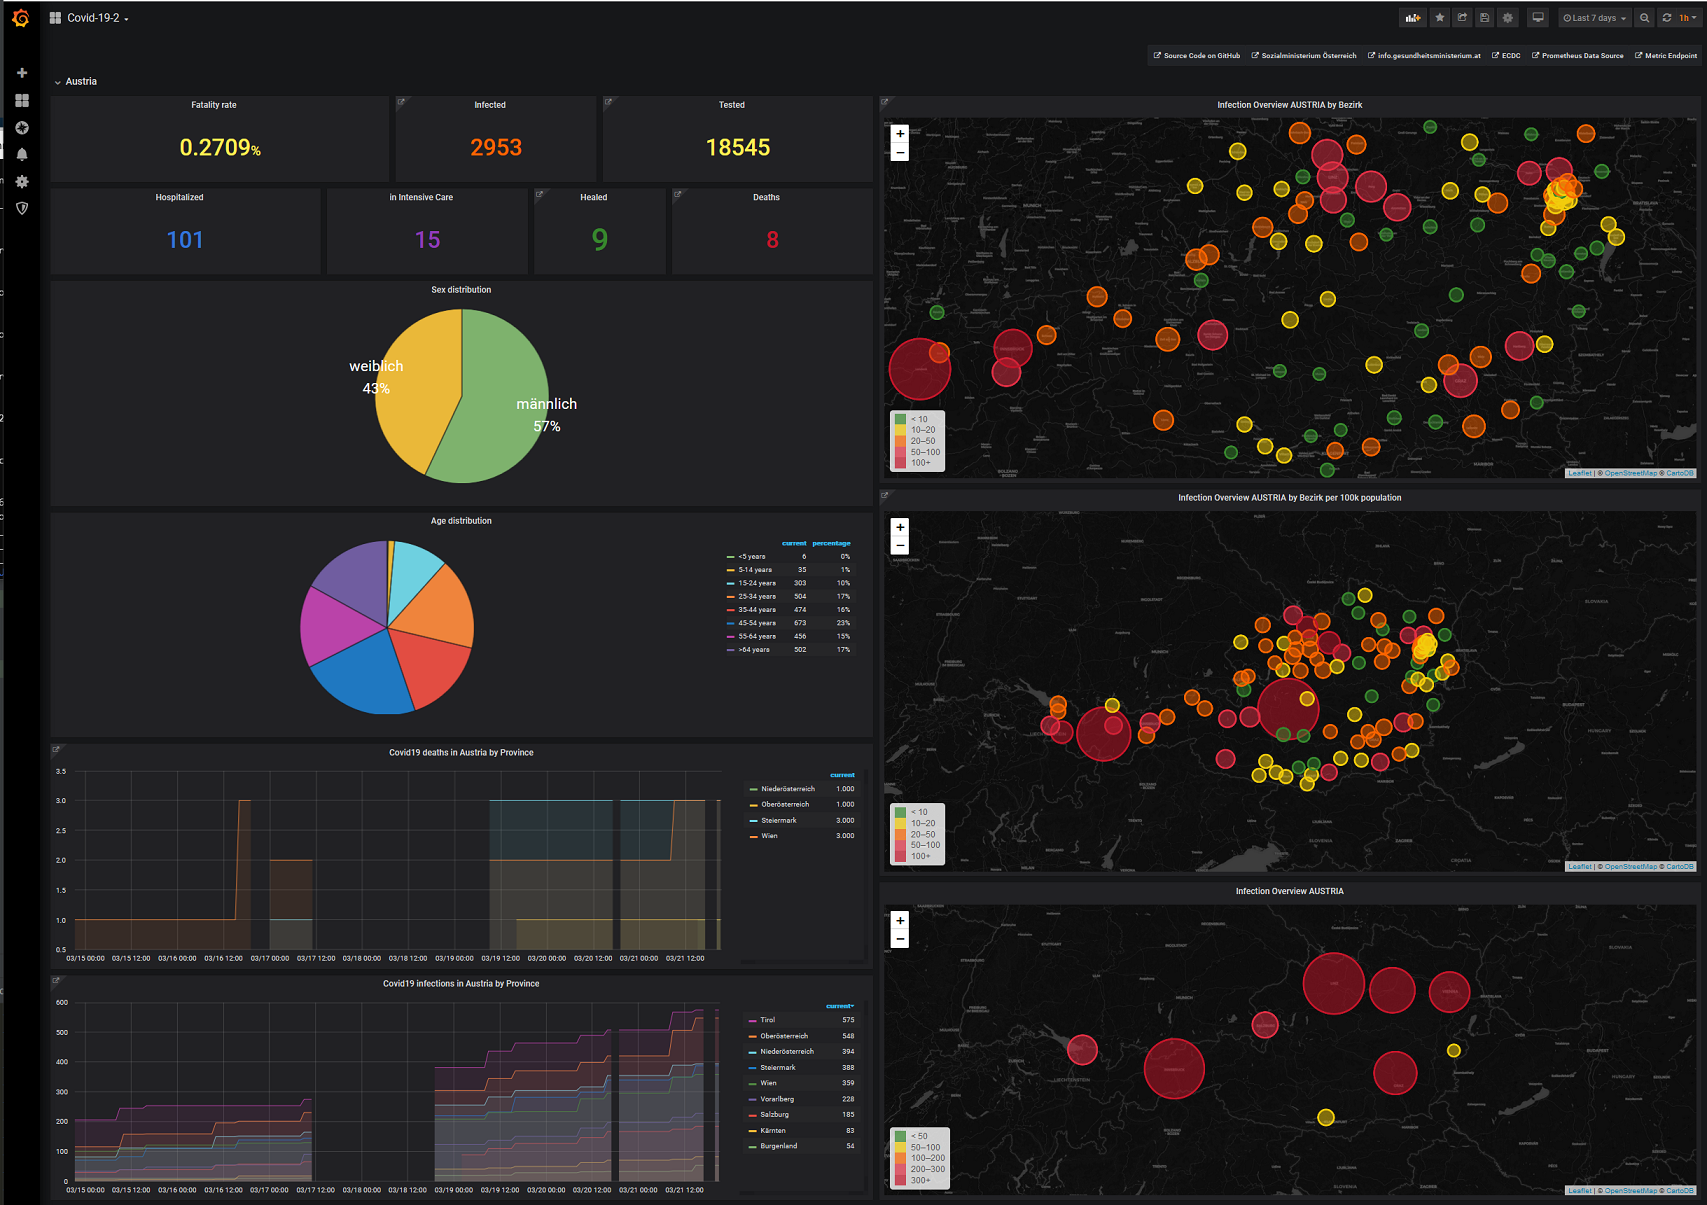 Covid-19-2
Last 7 days
1h
Source Code on GitHub
Sozialministerium Österreich
info.gesundheitsministerium.at
ECDC
Prometheus Data Source
Metric Endpoint
Austria
Fatality rate
0.2709%
Infected
2953
Tested
18545
Hospitalized
101
in Intensive Care
15
Healed
9
Deaths
8
Sex distribution
weiblich
43%
männlich
57%
Age distribution
current percentage
<5 years 6 0%
5-14 years 35 1%
15-24 years 303 10%
25-34 years 504 17%
35-44 years 474 16%
45-54 years 673 23%
55-64 years 456 15%
>64 years 502 17%
Covid19 deaths in Austria by Province
3.5
3.0
2.5
2.0
1.5
1.0
0.5
03/15 00:00 03/15 12:00 03/16 00:00 03/16 12:00 03/17 00:00 03/17 12:00 03/18 00:00 03/18 12:00 03/19 00:00 03/19 12:00 03/20 00:00 03/20 12:00 03/21 00:00 03/21 12:00
current
Niederösterreich 1.000
Oberösterreich 1.000
Steiermark 3.000
Wien 3.000
Covid19 infections in Austria by Province
600
500
400
300
200
100
0
03/15 00:00 03/15 12:00 03/16 00:00 03/16 12:00 03/17 00:00 03/17 12:00 03/18 00:00 03/18 12:00 03/19 00:00 03/19 12:00 03/20 00:00 03/20 12:00 03/21 00:00 03/21 12:00
current
Tirol 575
Oberösterreich 548
Niederösterreich 394
Steiermark 388
Wien 359
Vorarlberg 228
Salzburg 185
Kärnten 83
Burgenland 54
Infection Overview AUSTRIA by Bezirk
+
−
< 10
10–20
20–50
50–100
100+
Leaflet | © OpenStreetMap © CartoDB
Infection Overview AUSTRIA by Bezirk per 100k population
+
−
< 10
10–20
20–50
50–100
100+
Leaflet | © OpenStreetMap © CartoDB
Infection Overview AUSTRIA
+
−
< 50
50–100
100–200
200–300
300+
Leaflet | © OpenStreetMap © CartoDB